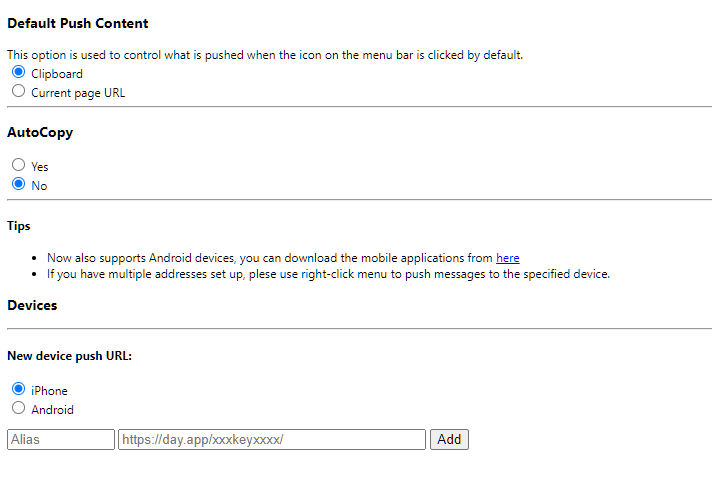 Default Push Content
This option is used to control what is pushed when the icon on the menu bar is clicked by default.
Clipboard
Current page URL
AutoCopy
Yes
No
Tips
Now also supports Android devices, you can download the mobile applications from here
If you have multiple addresses set up, plese use right-click menu to push messages to the specified device.
Devices
New device push URL:
iPhone
Android
Alias https://day.app/xxxkeyxxxx/ Add